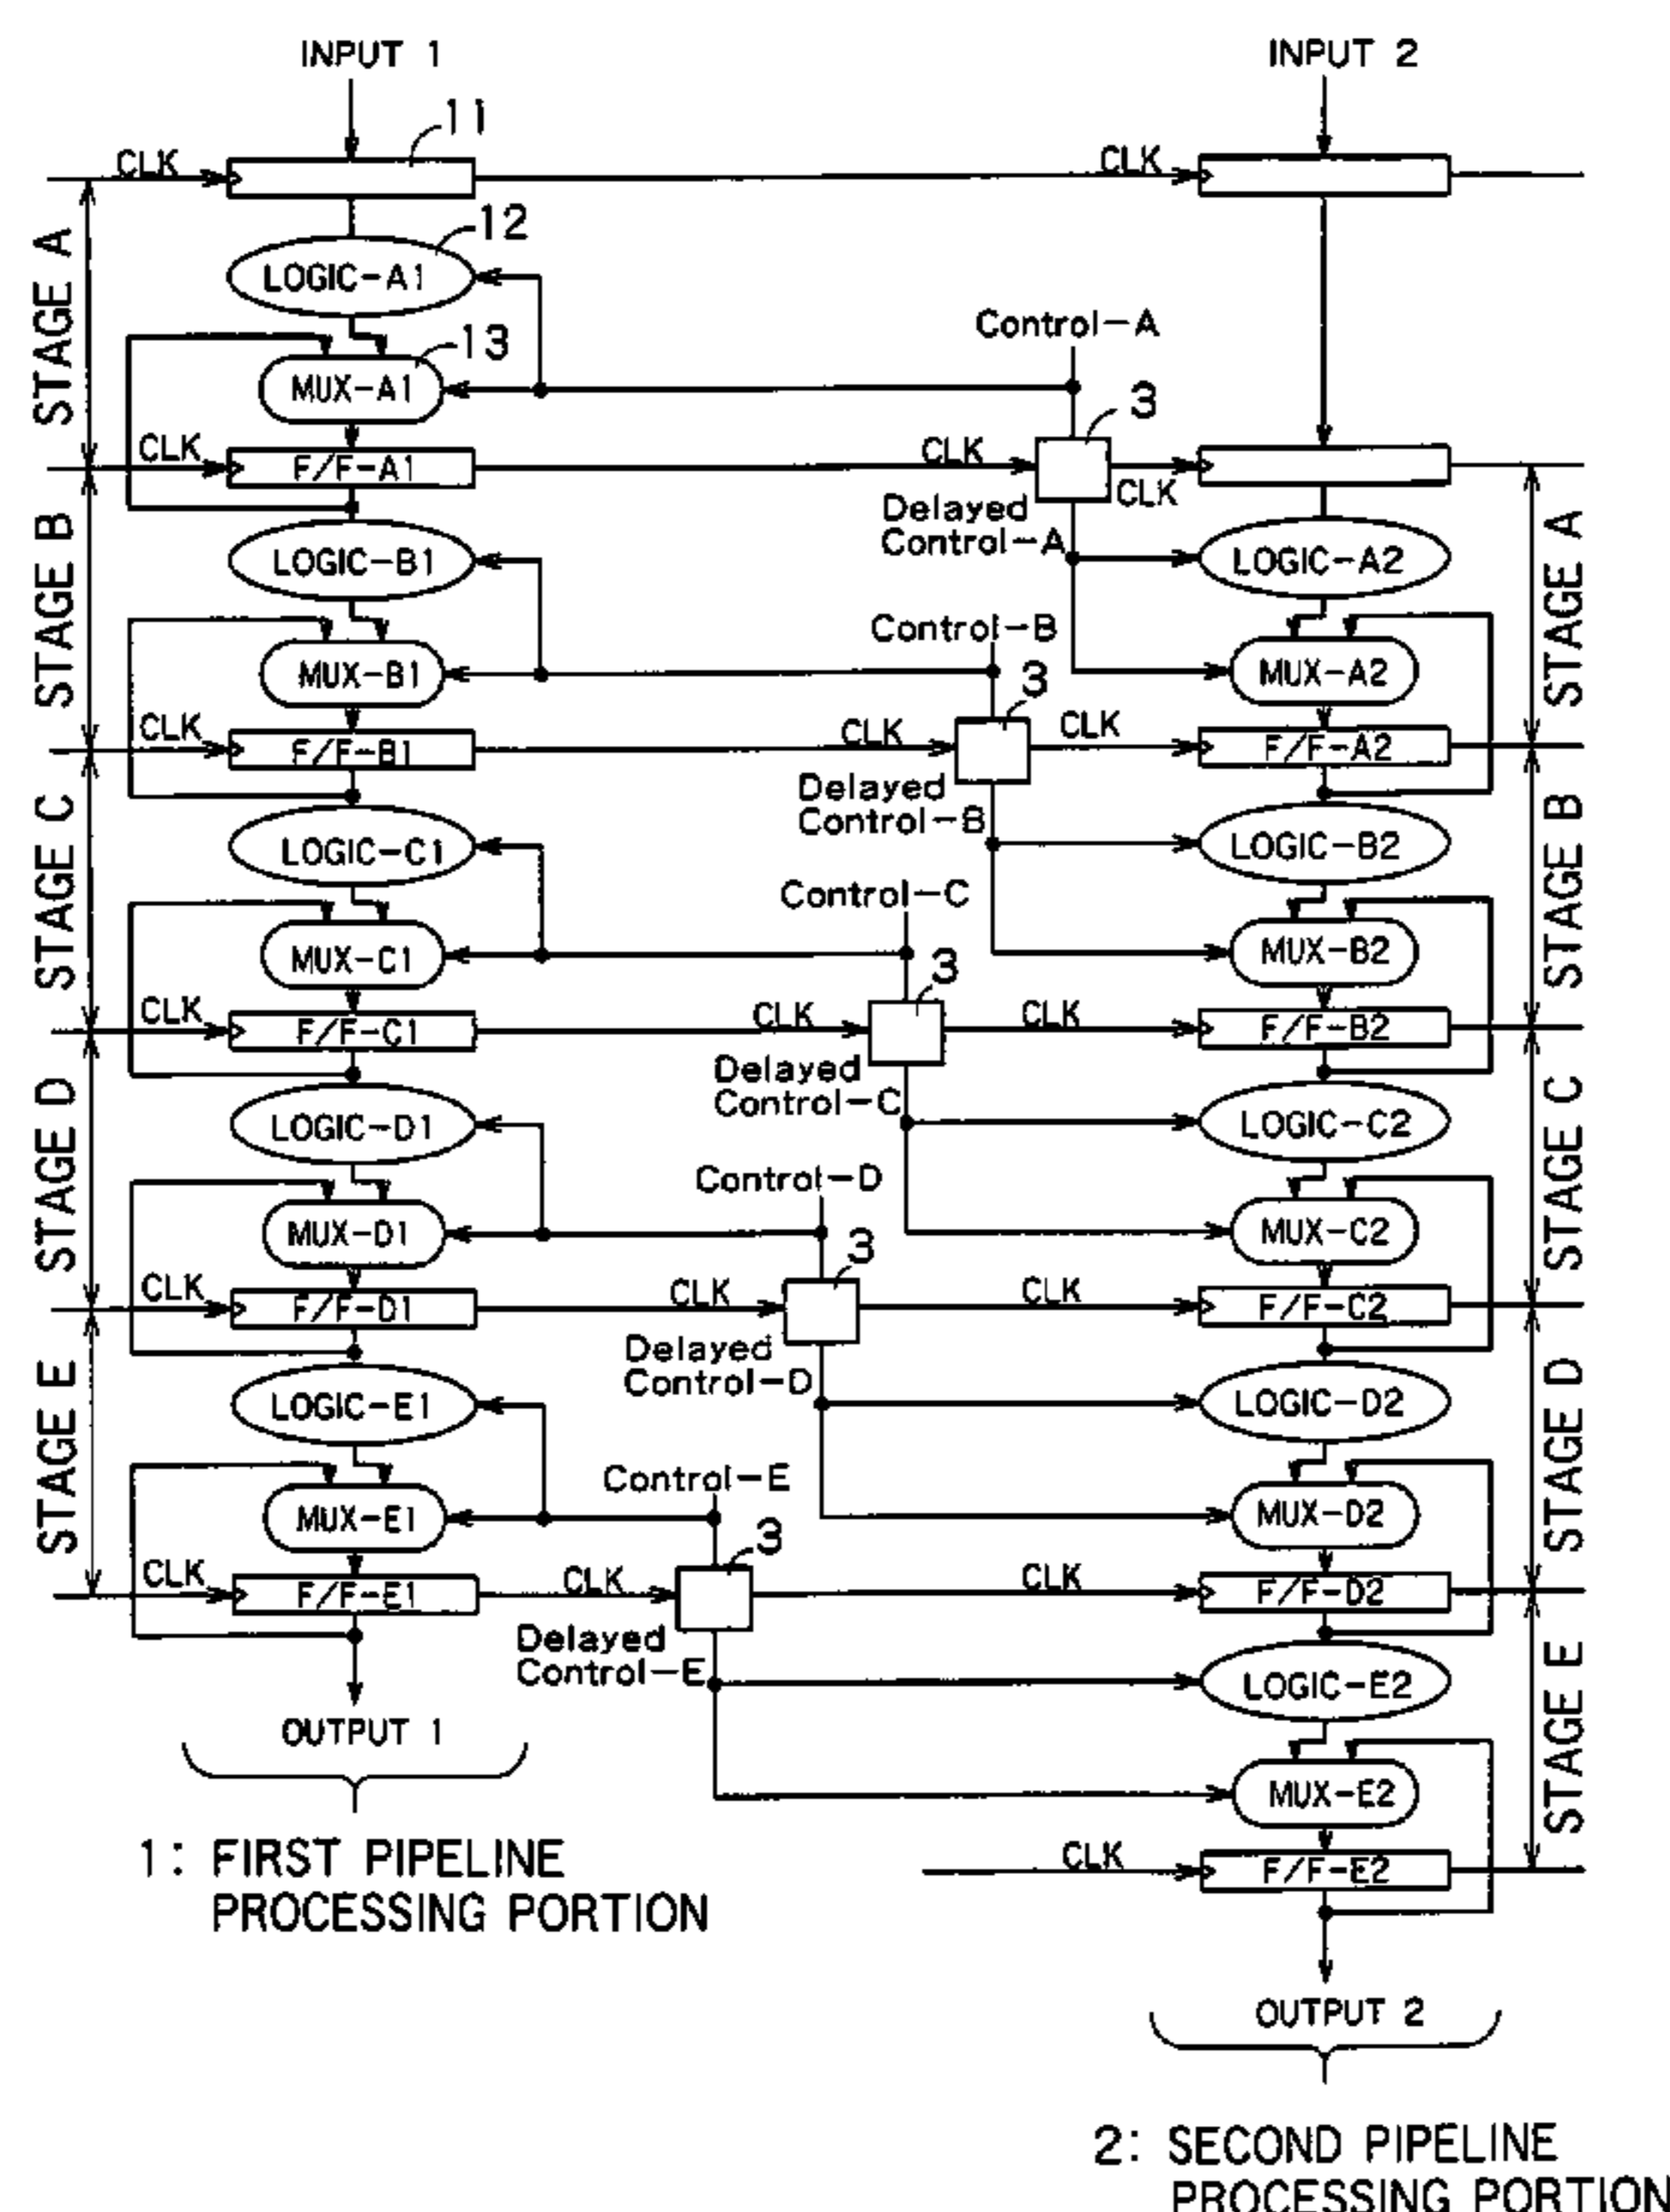 INPUT 1
INPUT 2
11
CLK
CLK
12
LOGIC-A1
STAGE A
Control-A
13
MUX-A1
3
CLK
F/F-A1
CLK
CLK
Delayed
Control-A
LOGIC-B1
LOGIC-A2
STAGE B
STAGE A
Control-B
MUX-B1
3
MUX-A2
CLK
F/F-B1
CLK
CLK
F/F-A2
Delayed
Control-B
LOGIC-C1
LOGIC-B2
STAGE C
STAGE B
Control-C
MUX-C1
3
MUX-B2
CLK
F/F-C1
CLK
CLK
F/F-B2
Delayed
Control-C
LOGIC-D1
LOGIC-C2
STAGE D
STAGE C
Control-D
MUX-D1
3
MUX-C2
CLK
F/F-D1
CLK
CLK
F/F-C2
Delayed
Control-D
LOGIC-E1
LOGIC-D2
STAGE E
STAGE D
Control-E
MUX-E1
3
MUX-D2
CLK
F/F-E1
CLK
CLK
F/F-D2
Delayed
Control-E
LOGIC-E2
OUTPUT 1
STAGE E
MUX-E2
1: FIRST PIPELINE
PROCESSING PORTION
CLK
F/F-E2
OUTPUT 2
2: SECOND PIPELINE
PROCESSING PORTION